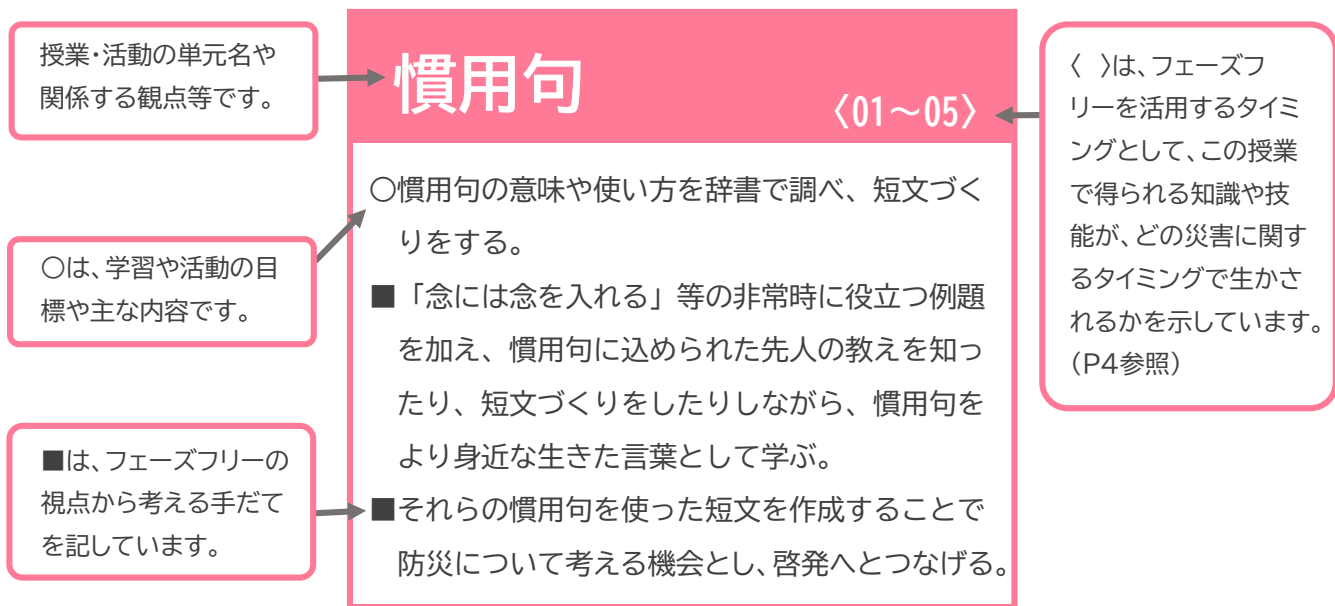 授業・活動の単元名や
関係する観点等です。
○は、学習や活動の目
標や主な内容です。
■は、フェーズフリーの
視点から考える手だて
を記しています。
慣用句
〈01～05〉
○慣用句の意味や使い方を辞書で調べ、短文づく
りをする。
■「念には念を入れる」等の非常時に役立つ例題
を加え、慣用句に込められた先人の教えを知っ
たり、短文づくりをしたりしながら、慣用句を
より身近な生きた言葉として学ぶ。
■それらの慣用句を使った短文を作成することで
防災について考える機会とし、啓発へとつなげる。
〈 〉は、フェーズフ
リーを活用するタイミ
ングとして、この授業
で得られる知識や技
能が、どの災害に関す
るタイミングで生かさ
れるかを示しています。
（P4参照）